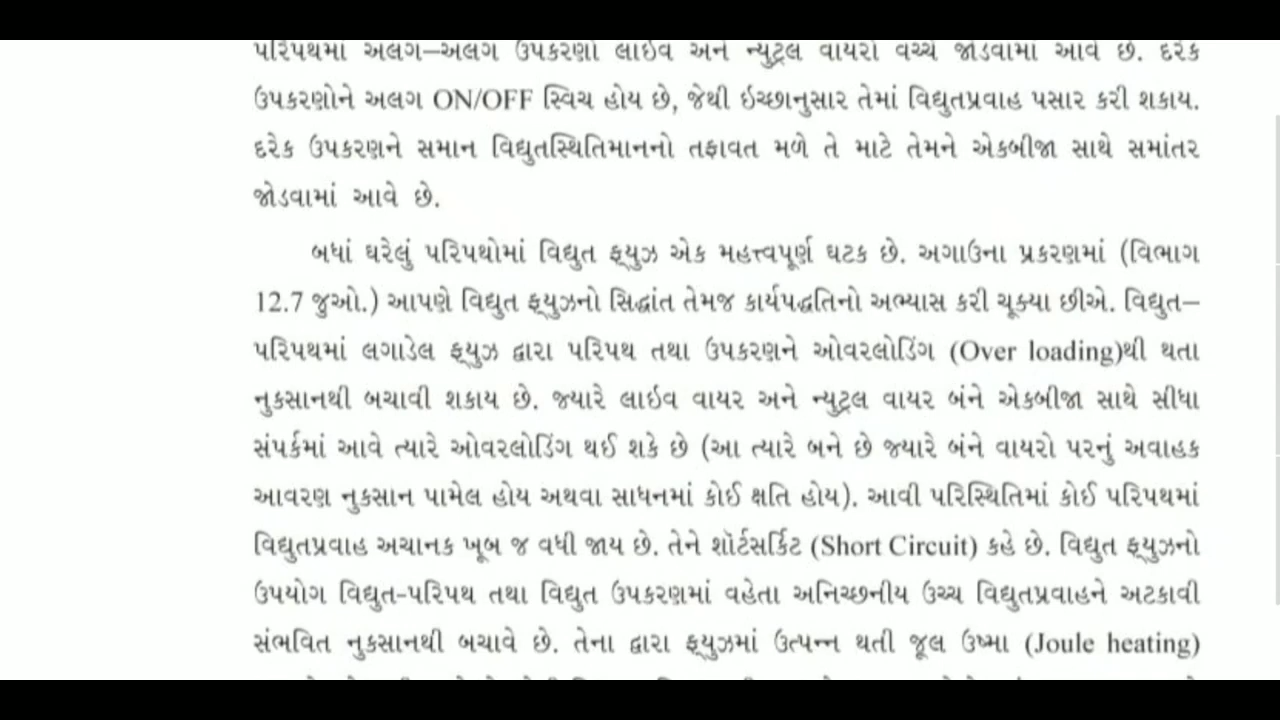 પરિપથમાં અલગ–અલગ ઉપકરણો લાઇવ અને ન્યુટ્રલ વાયરો વચ્ચે જોડવામાં આવે છે. દરેક
ઉપકરણોને અલગ ON/OFF સ્વિચ હોય છે, જેથી ઇચ્છાનુસાર તેમાં વિદ્યુતપ્રવાહ પસાર કરી શકાય.
દરેક ઉપકરણને સમાન વિદ્યુતસ્થિતિમાનનો તફાવત મળે તે માટે તેમને એકબીજા સાથે સમાંતર
જોડવામાં આવે છે.
બધાં ઘરેલું પરિપથોમાં વિદ્યુત ફ્યુઝ એક મહત્ત્વપૂર્ણ ઘટક છે. અગાઉના પ્રકરણમાં (વિભાગ
12.7 જુઓ.) આપણે વિદ્યુત ફ્યુઝનો સિદ્ધાંત તેમજ કાર્યપદ્ધતિનો અભ્યાસ કરી ચૂક્યા છીએ. વિદ્યુત–
પરિપથમાં લગાડેલ ફ્યુઝ દ્વારા પરિપથ તથા ઉપકરણને ઓવરલોડિંગ (Over loading)થી થતા
નુકસાનથી બચાવી શકાય છે. જ્યારે લાઇવ વાયર અને ન્યુટ્રલ વાયર બંને એકબીજા સાથે સીધા
સંપર્કમાં આવે ત્યારે ઓવરલોડિંગ થઈ શકે છે (આ ત્યારે બને છે જ્યારે બંને વાયરો પરનું અવાહક
આવરણ નુકસાન પામેલ હોય અથવા સાધનમાં કોઈ ક્ષતિ હોય). આવી પરિસ્થિતિમાં કોઈ પરિપથમાં
વિદ્યુતપ્રવાહ અચાનક ખૂબ જ વધી જાય છે. તેને શૉર્ટસર્કિટ (Short Circuit) કહે છે. વિદ્યુત ફ્યુઝનો
ઉપયોગ વિદ્યુત-પરિપથ તથા વિદ્યુત ઉપકરણમાં વહેતા અનિચ્છનીય ઉચ્ચ વિદ્યુતપ્રવાહને અટકાવી
સંભવિત નુકસાનથી બચાવે છે. તેના દ્વારા ફ્યુઝમાં ઉત્પન્ન થતી જૂલ ઉષ્મા (Joule heating)